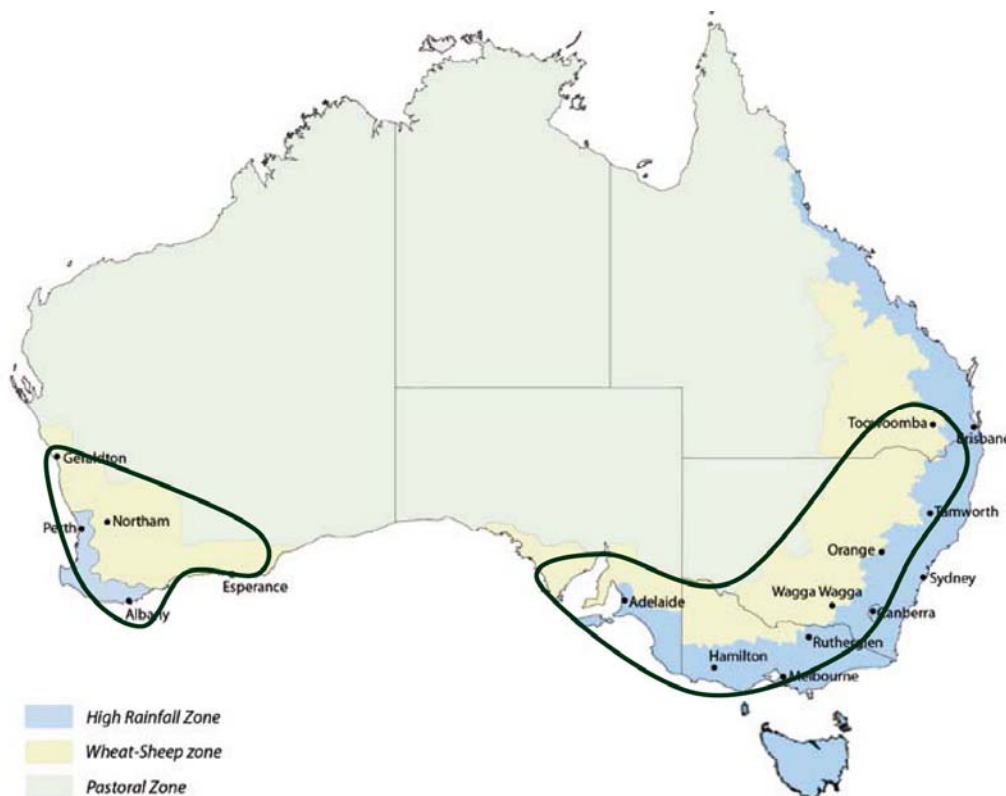 Toowoomba
Brisbane
Geraldton
Northam
Perth
Tamworth
Orange
Esperance
Sydney
Albany
Adelaide
Wagga Wagga
Canberra
Rutherglen
Hamilton
Melbourne
High Rainfall Zone
Wheat-Sheep zone
Pastoral Zone